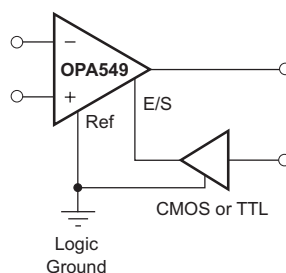 −
OPA549
+
Ref
E/S
CMOS or TTL
Logic
Ground